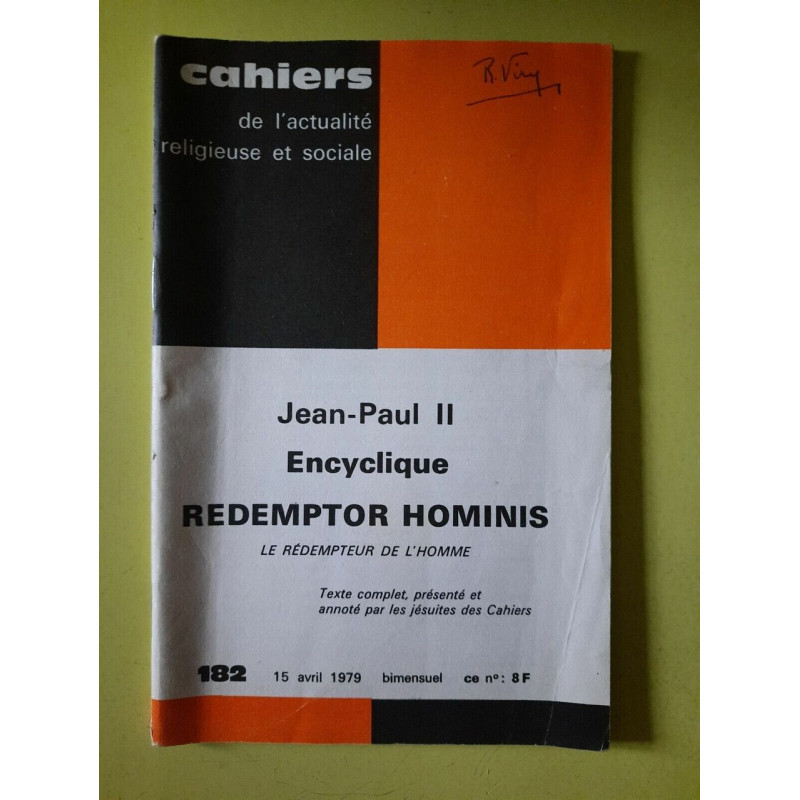 cahiers
de l'actualité
religieuse et sociale
Jean-Paul II
Encyclique
REDEMPTOR HOMINIS
LE RÉDEMPTEUR DE L'HOMME
Texte complet, présenté et
annoté par les jésuites des Cahiers
182 15 avril 1979 bimensuel ce nº: 8 F